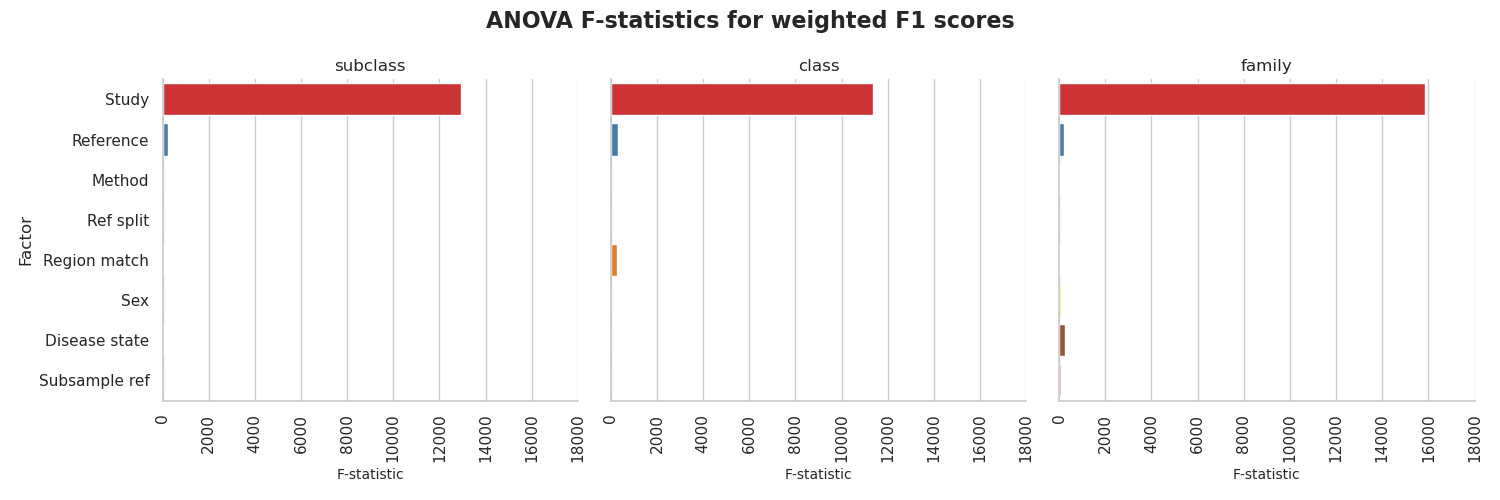 ANOVA F-statistics for weighted F1 scores
subclass
class
family
Factor
Study
Reference
Method
Ref split
Region match
Sex
Disease state
Subsample ref
0 2000 4000 6000 8000 10000 12000 14000 16000 18000
0 2000 4000 6000 8000 10000 12000 14000 16000 18000
0 2000 4000 6000 8000 10000 12000 14000 16000 18000
F-statistic
F-statistic
F-statistic